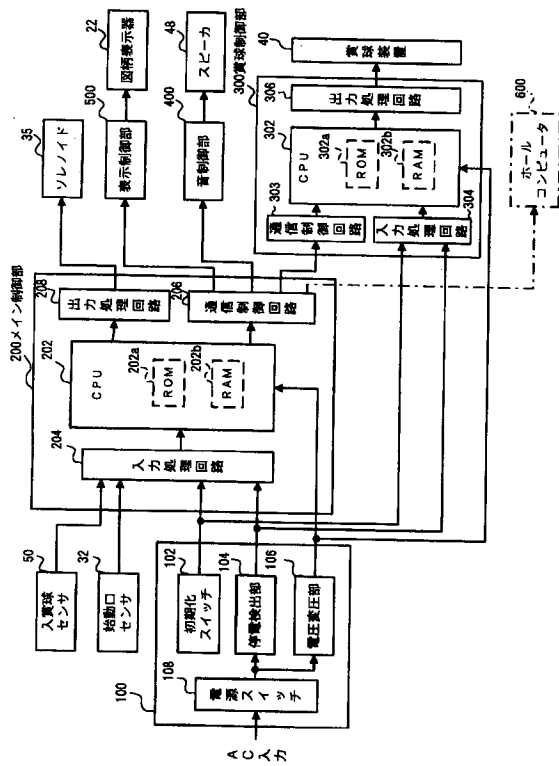 35
ソレノイド
500
表示制御部
22
図柄表示器
400
音制御部
48
スピーカ
200メイン制御部
208
出力処理回路
206
通信制御回路
202
CPU
202a
ROM
202b
RAM
204
入力処理回路
50
入賞球
センサ
32
始動口
センサ
100
102
初期化
スイッチ
104
停電検出部
106
電圧変圧部
108
電源スイッチ
AC入力
300賞球制御部
303
通信制御回路
304
入力処理回路
302
CPU
302a
ROM
302b
RAM
306
出力処理回路
40
賞球装置
600
ホール
コンピュータ